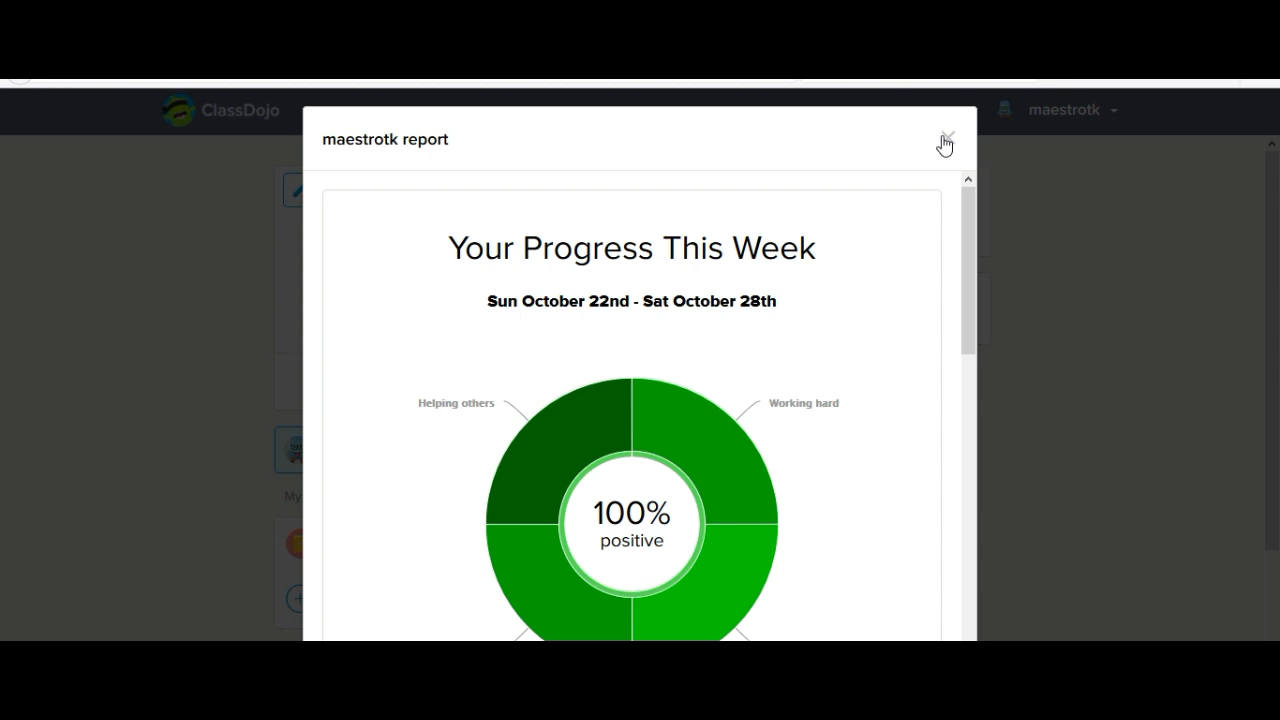 ClassDojo
maestrotk
maestrotk report
Your Progress This Week
Sun October 22nd - Sat October 28th
Helping others
Working hard
100%
positive
My